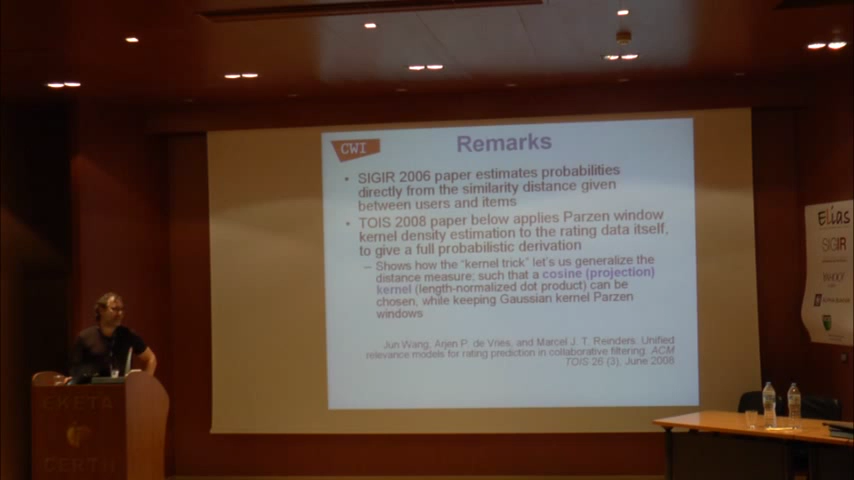 CWI
Remarks
• SIGIR 2006 paper estimates probabilities
directly from the similarity distance given
between users and items
• TOIS 2008 paper below applies Parzen window
kernel density estimation to the rating data itself,
to give a full probabilistic derivation
– Shows how the "kernel trick" let's us generalize the
distance measure; such that a cosine (projection)
kernel (length-normalized dot product) can be
chosen, while keeping Gaussian kernel Parzen
windows
Jun Wang, Arjen P. de Vries, and Marcel J. T. Reinders. Unified
relevance models for rating prediction in collaborative filtering. ACM
TOIS 26 (3), June 2008
Elias
SIGIR
YAHOO!
EKETA
CERTH